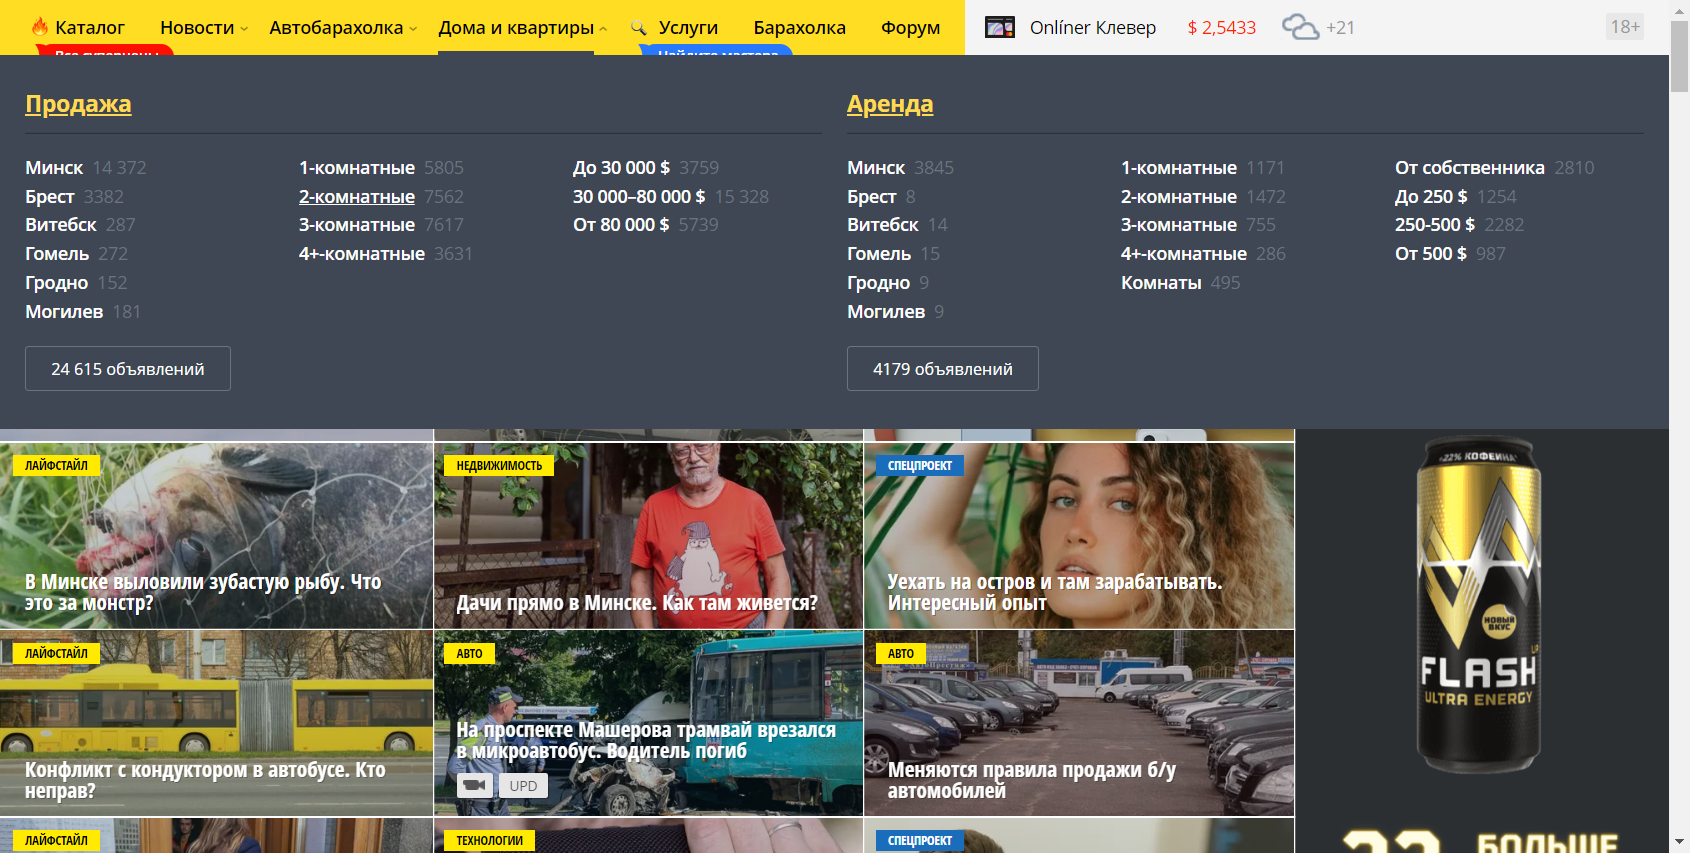 Каталог Новости Автобарахолка Дома и квартиры Услуги Барахолка Форум Onlíner Клевер $ 2,5433 +21 18+
Все суперцены Найдите мастера
Продажа
Минск 14 372
Брест 3382
Витебск 287
Гомель 272
Гродно 152
Могилев 181
1-комнатные 5805
2-комнатные 7562
3-комнатные 7617
4+-комнатные 3631
До 30 000 $ 3759
30 000–80 000 $ 15 328
От 80 000 $ 5739
24 615 объявлений
Аренда
Минск 3845
Брест 8
Витебск 14
Гомель 15
Гродно 9
Могилев 9
1-комнатные 1171
2-комнатные 1472
3-комнатные 755
4+-комнатные 286
Комнаты 495
От собственника 2810
До 250 $ 1254
250-500 $ 2282
От 500 $ 987
4179 объявлений
ЛАЙФСТАЙЛ
В Минске выловили зубастую рыбу. Что
это за монстр?
НЕДВИЖИМОСТЬ
Дачи прямо в Минске. Как там живется?
СПЕЦПРОЕКТ
Уехать на остров и там зарабатывать.
Интересный опыт
ЛАЙФСТАЙЛ
Конфликт с кондуктором в автобусе. Кто
неправ?
АВТО
На проспекте Машерова трамвай врезался
в микроавтобус. Водитель погиб
UPD
АВТО
Меняются правила продажи б/у
автомобилей
ЛАЙФСТАЙЛ
ТЕХНОЛОГИИ
СПЕЦПРОЕКТ
+22% КОФЕИНА
НОВЫЙ
ВКУС
UP
FLASH
ULTRA ENERGY
БОЛЬШЕ